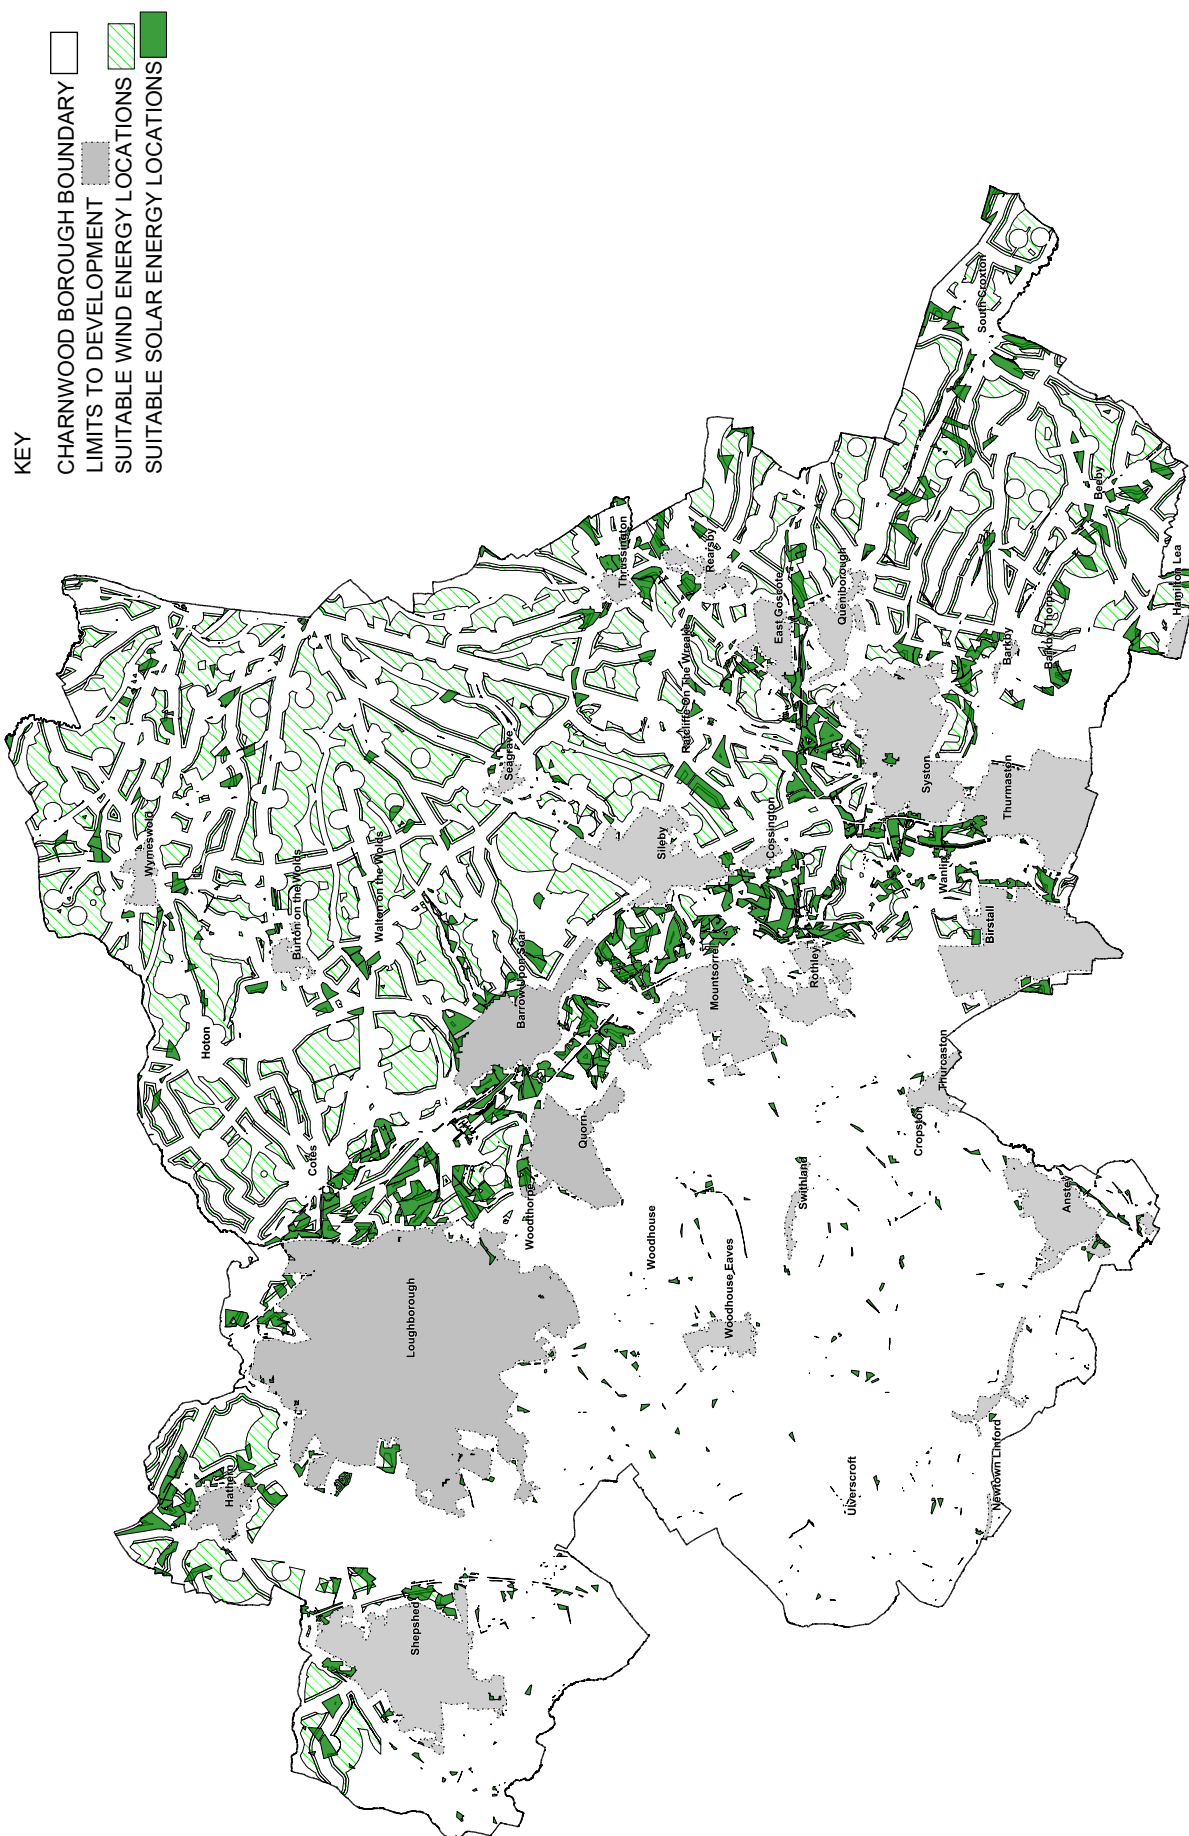 KEY
CHARNWOOD BOROUGH BOUNDARY
LIMITS TO DEVELOPMENT
SUITABLE WIND ENERGY LOCATIONS
SUITABLE SOLAR ENERGY LOCATIONS
Shepshed
Hathern
Loughborough
Cotes
Hoton
Wymeswold
Burton on the Wolds
Walton on the Wolds
Seagrave
Barrow Upon Soar
Quorn
Woodthorpe
Woodhouse
Woodhouse Eaves
Swithland
Ulverscroft
Newtown Linford
Anstey
Cropston
Thurcaston
Mountsorrel
Rothley
Sileby
Cossington
Ratcliffe on The Wreake
Thrussington
Rearsby
East Goscote
Queniborough
Syston
Wanlip
Birstall
Thurmaston
Barkby
Barkby Thorpe
Hamilton Lea
Beeby
South Croxton